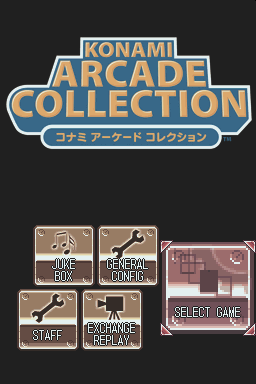 KONAMI
ARCADE
COLLECTION
コナミ アーケード コレクション
TM
JUKE
BOX
GENERAL
CONFIG
SELECT GAME
STAFF
EXCHANGE
REPLAY